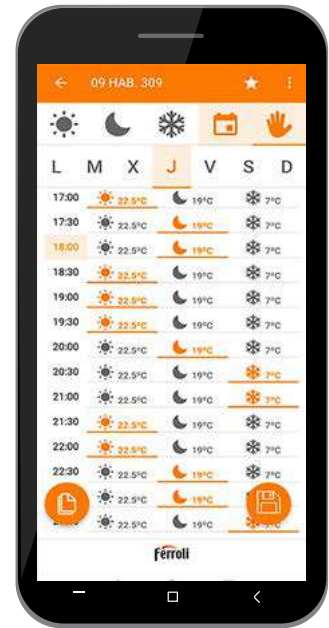 09 HAB. 309
L M X J V S D
17:00 22.5°C 19°C 7°C
17:30 22.5°C 19°C 7°C
18:00 22.5°C 19°C 7°C
18:30 22.5°C 19°C 7°C
19:00 22.5°C 19°C 7°C
19:30 22.5°C 19°C 7°C
20:00 22.5°C 19°C 7°C
20:30 22.5°C 19°C 7°C
21:00 22.5°C 19°C 7°C
21:30 22.5°C 19°C 7°C
22:00 22.5°C 19°C 7°C
22:30 22.5°C 19°C 7°C
22.5°C 19°C
22.5°C 19°C
ferroli